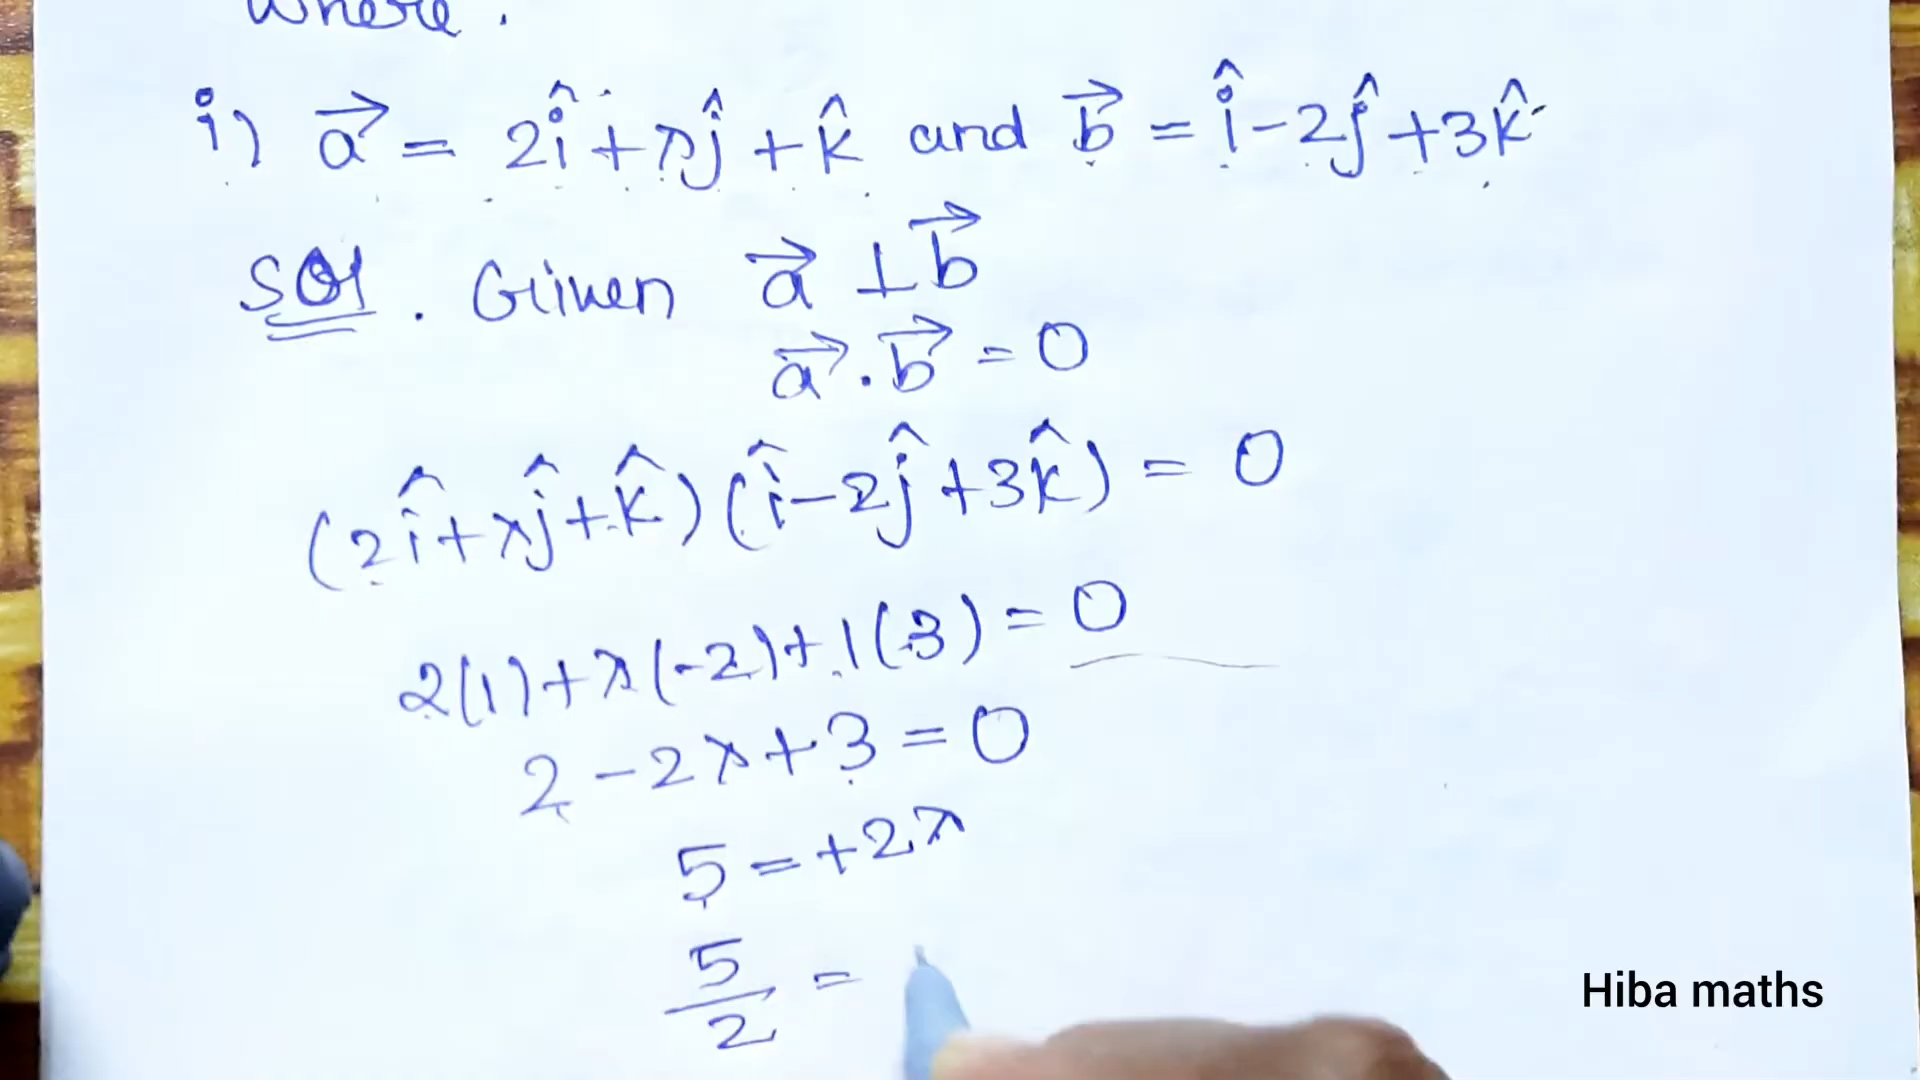 where.
i) a⃗ = 2î + λĵ + k̂ and b⃗ = î - 2ĵ + 3k̂
Sol. Given a⃗ ⊥ b⃗
a⃗ . b⃗ = 0
(2î + λĵ + k̂) (î - 2ĵ + 3k̂) = 0
2(1) + λ(-2) + 1(3) = 0
2 - 2λ + 3 = 0
5 = +2λ
5/2 =
Hiba maths